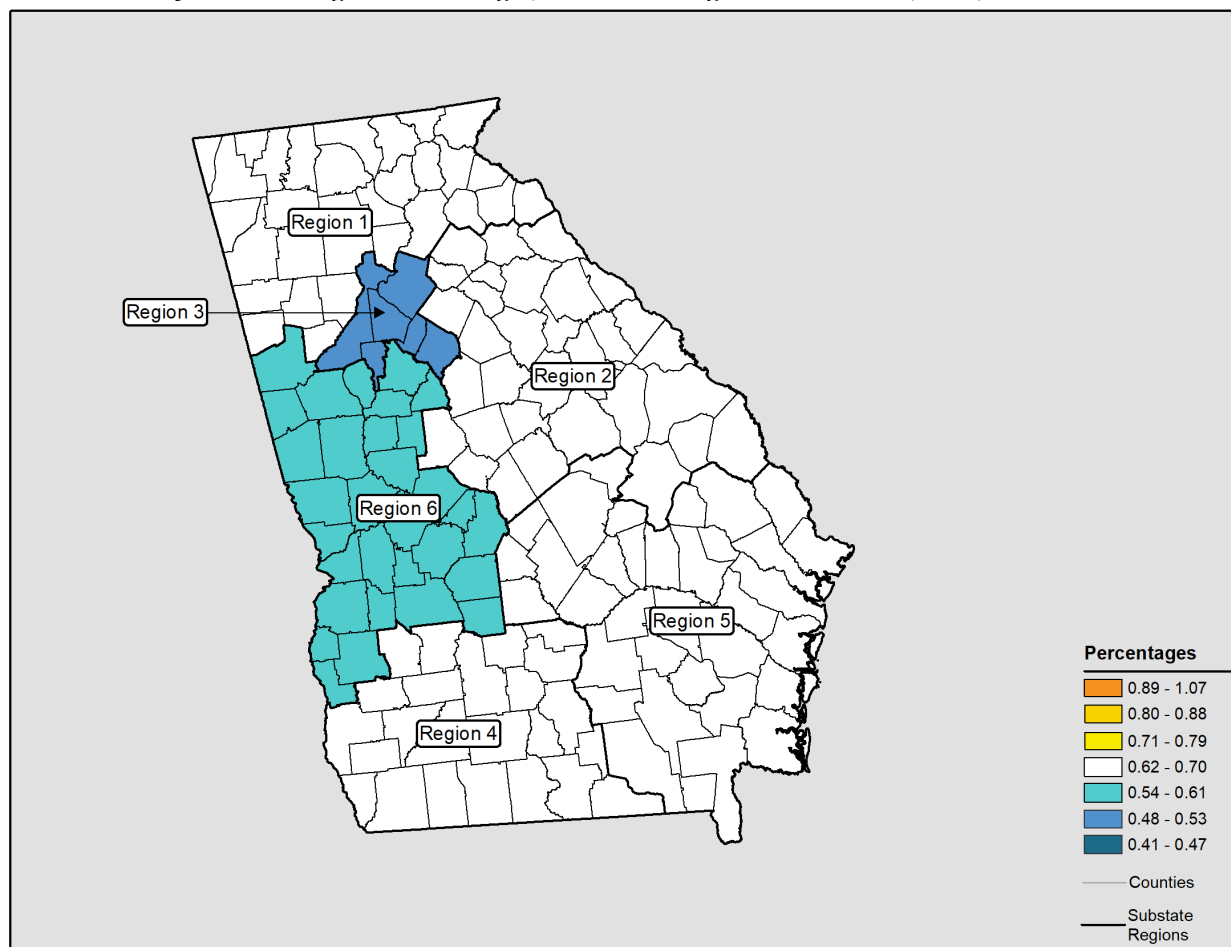 Region 1
Region 3
Region 2
Region 6
Region 5
Region 4
Percentages
0.89 - 1.07
0.80 - 0.88
0.71 - 0.79
0.62 - 0.70
0.54 - 0.61
0.48 - 0.53
0.41 - 0.47
Counties
Substate
Regions